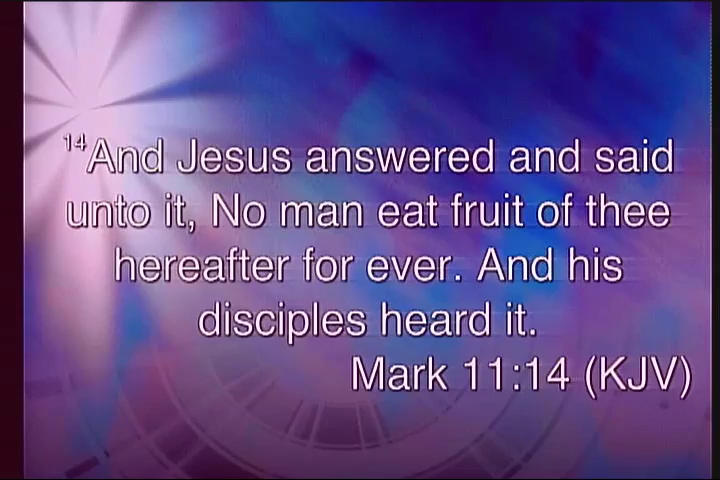 14And Jesus answered and said
unto it, No man eat fruit of thee
hereafter for ever. And his
disciples heard it.
Mark 11:14 (KJV)